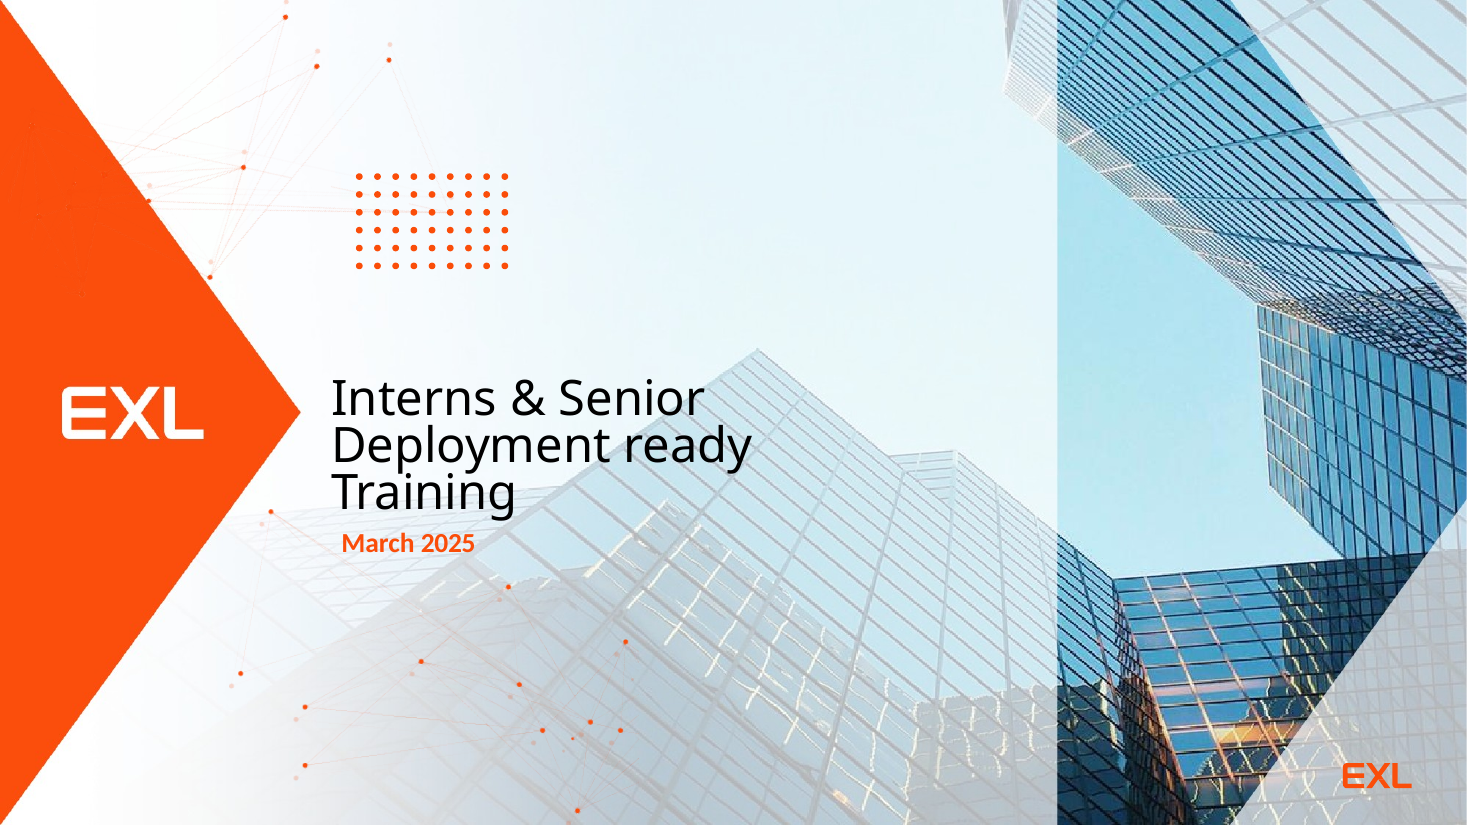 EXL
Interns & Senior
Deployment ready
Training
March 2025
EXL